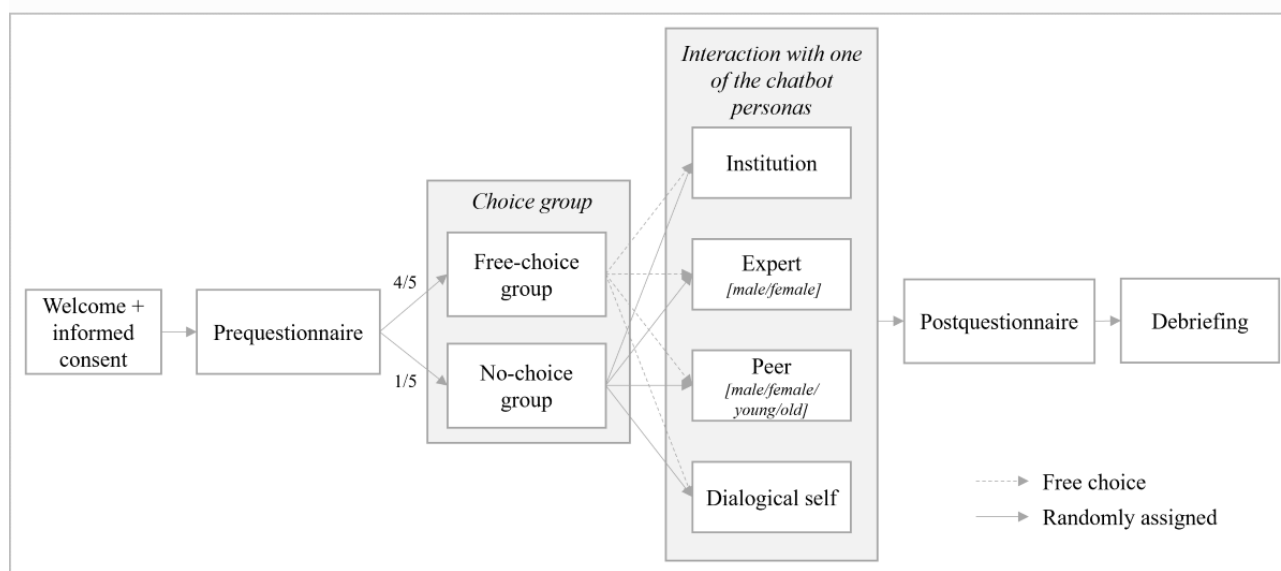 Welcome +
informed
consent
Prequestionnaire
4/5
1/5
Choice group
Free-choice
group
No-choice
group
Interaction with one
of the chatbot
personas
Institution
Expert
[male/female]
Peer
[male/female/
young/old]
Dialogical self
Postquestionnaire
Debriefing
Free choice
Randomly assigned